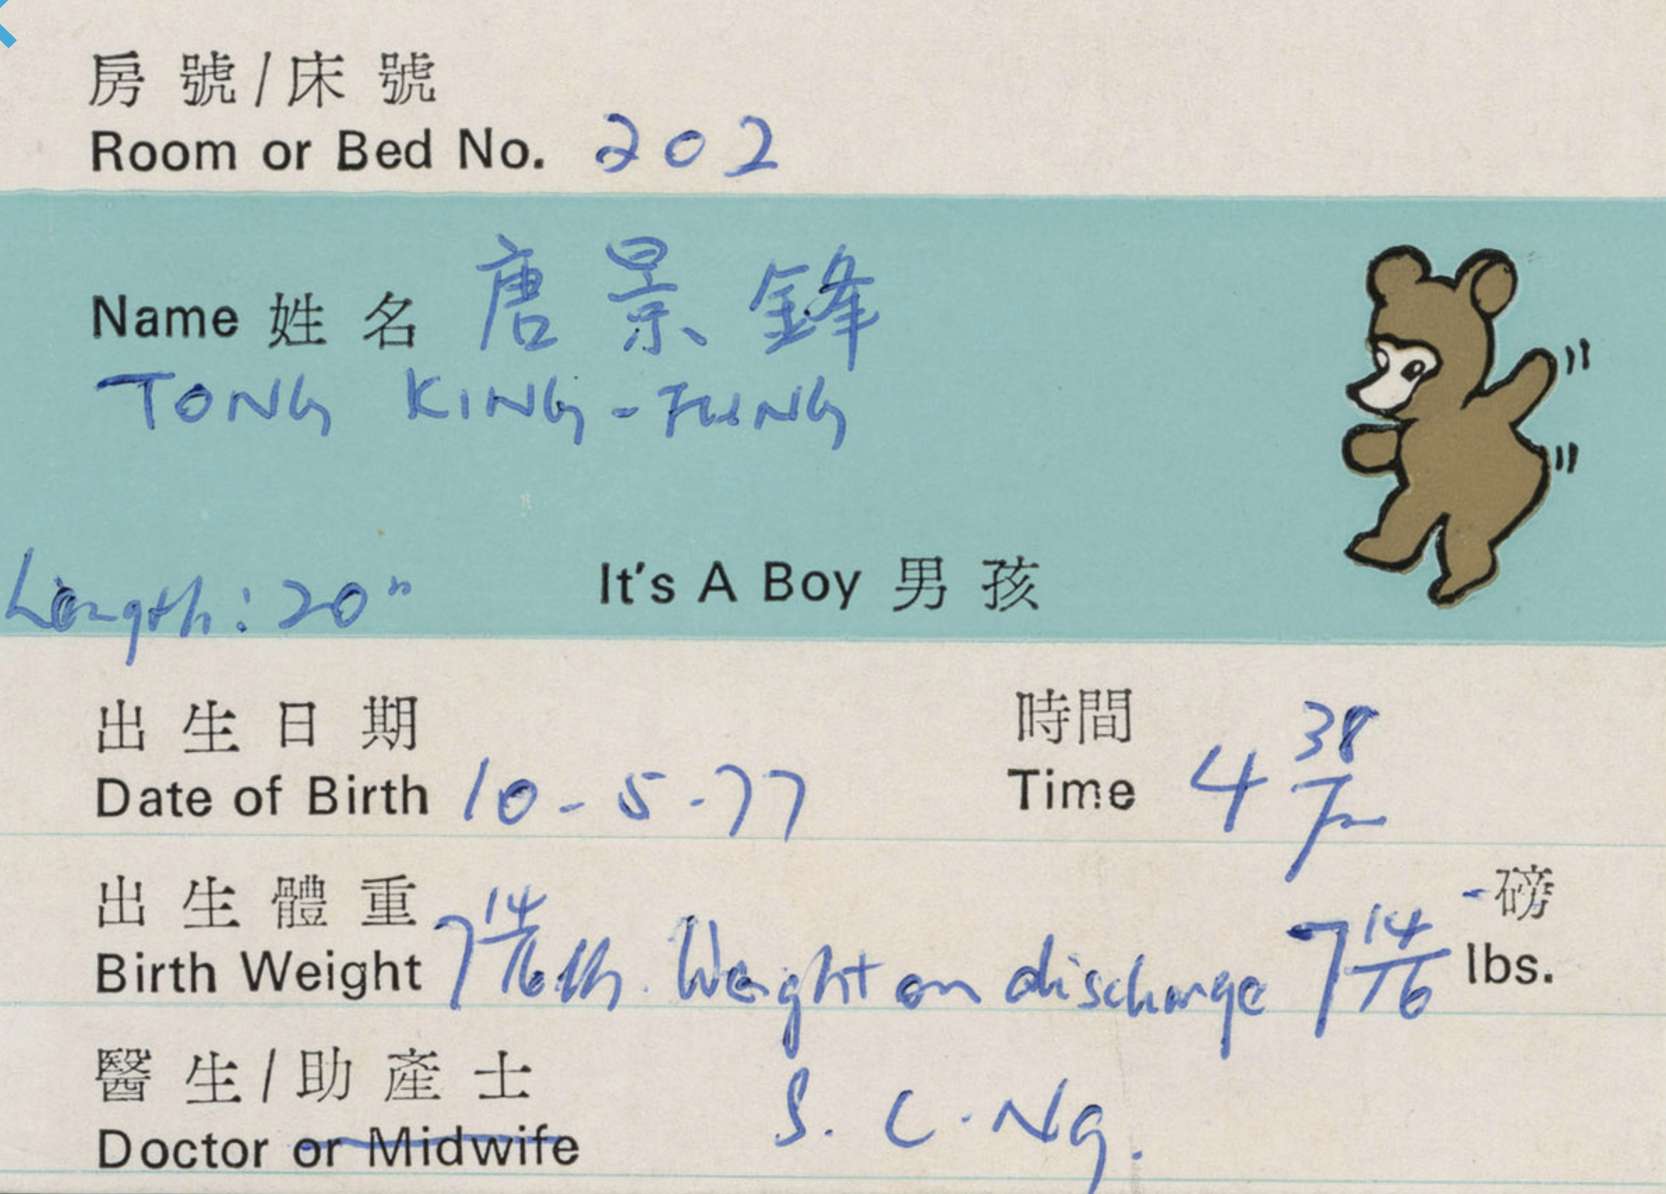 房號/床號
Room or Bed No. 202
Name 姓名 唐景鋒
TONG KING-FUNG
Length: 20"
It's A Boy 男孩
出生日期 時間
Date of Birth 10-5-77 Time 4 38/pm
出生體重 磅
Birth Weight 7 14/16 lb. Weight on discharge 7 14/16 lbs.
醫生/助產士
Doctor or Midwife S. C. Ng.